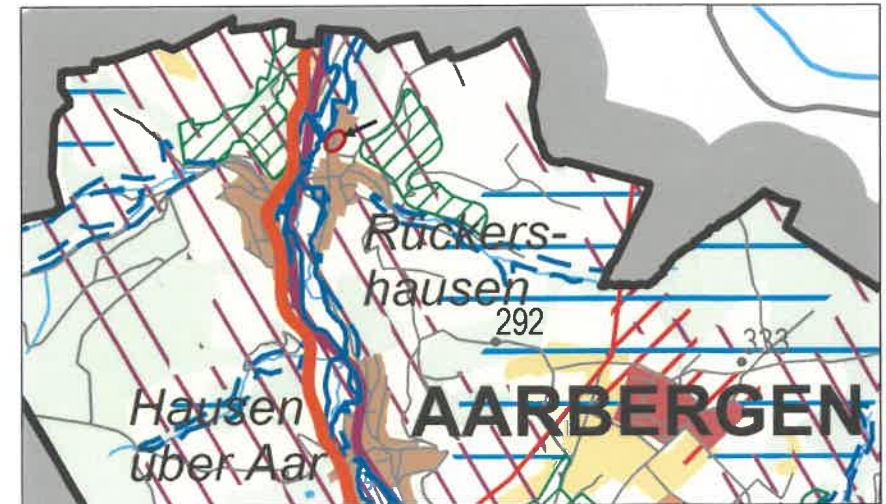 Rückers-
hausen
292
333
AARBERGEN
Hausen
über Aar